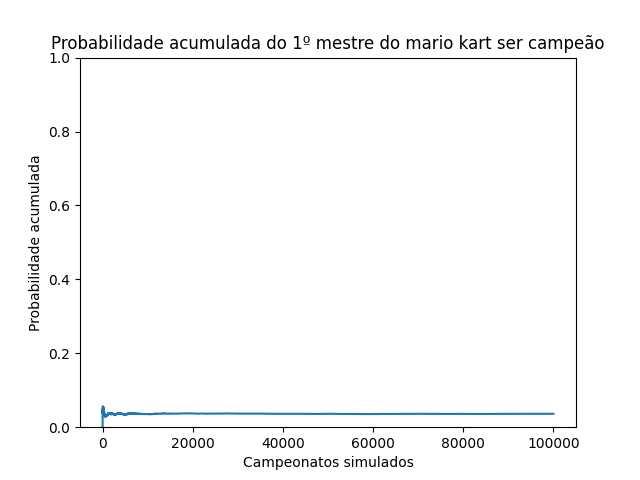 Probabilidade acumulada do 1º mestre do mario kart ser campeão
1.0
0.8
0.6
0.4
0.2
0.0
Probabilidade acumulada
0 20000 40000 60000 80000 100000
Campeonatos simulados